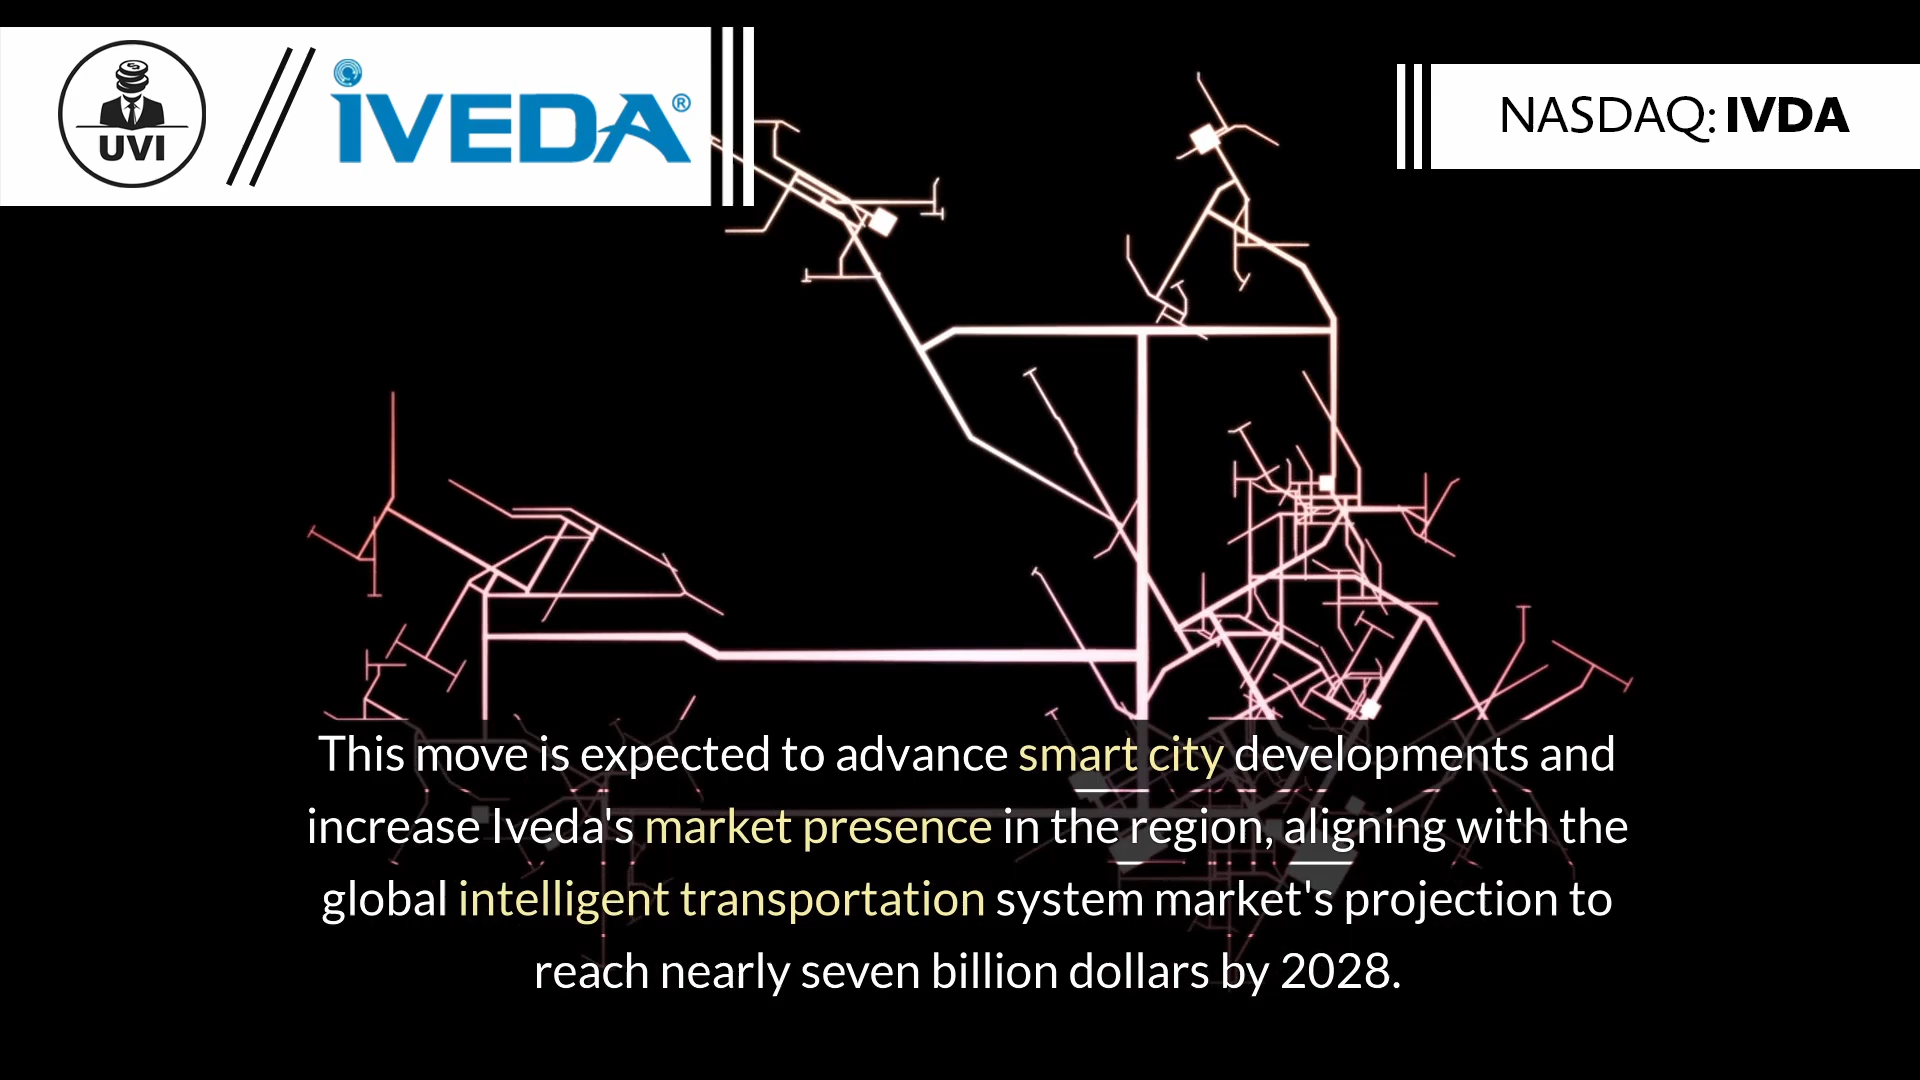 UVI
iVEDA®
NASDAQ: IVDA
This move is expected to advance smart city developments and
increase Iveda's market presence in the region, aligning with the
global intelligent transportation system market's projection to
reach nearly seven billion dollars by 2028.